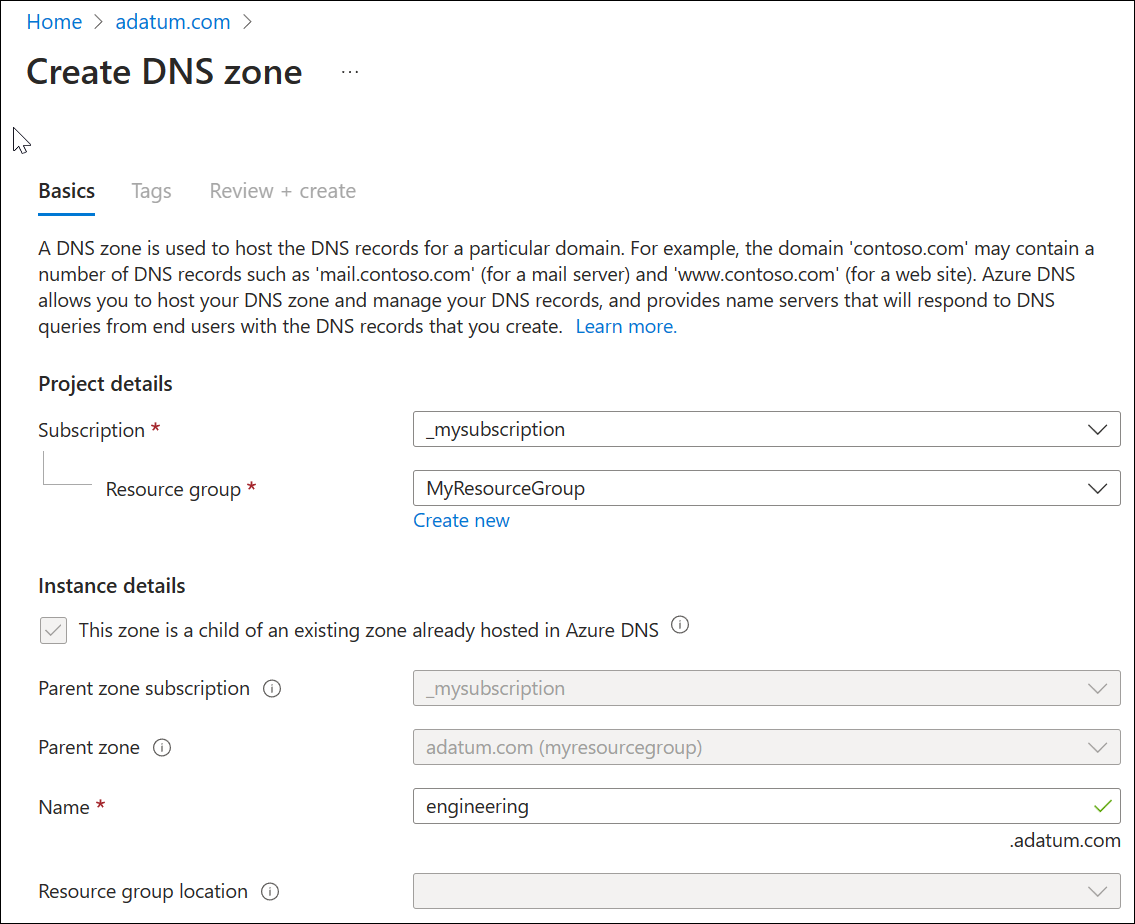 Home > adatum.com >
Create DNS zone ...
Basics Tags Review + create
A DNS zone is used to host the DNS records for a particular domain. For example, the domain 'contoso.com' may contain a
number of DNS records such as 'mail.contoso.com' (for a mail server) and 'www.contoso.com' (for a web site). Azure DNS
allows you to host your DNS zone and manage your DNS records, and provides name servers that will respond to DNS
queries from end users with the DNS records that you create. Learn more.
Project details
Subscription * _mysubscription
Resource group * MyResourceGroup
Create new
Instance details
This zone is a child of an existing zone already hosted in Azure DNS
Parent zone subscription _mysubscription
Parent zone adatum.com (myresourcegroup)
Name * engineering
.adatum.com
Resource group location